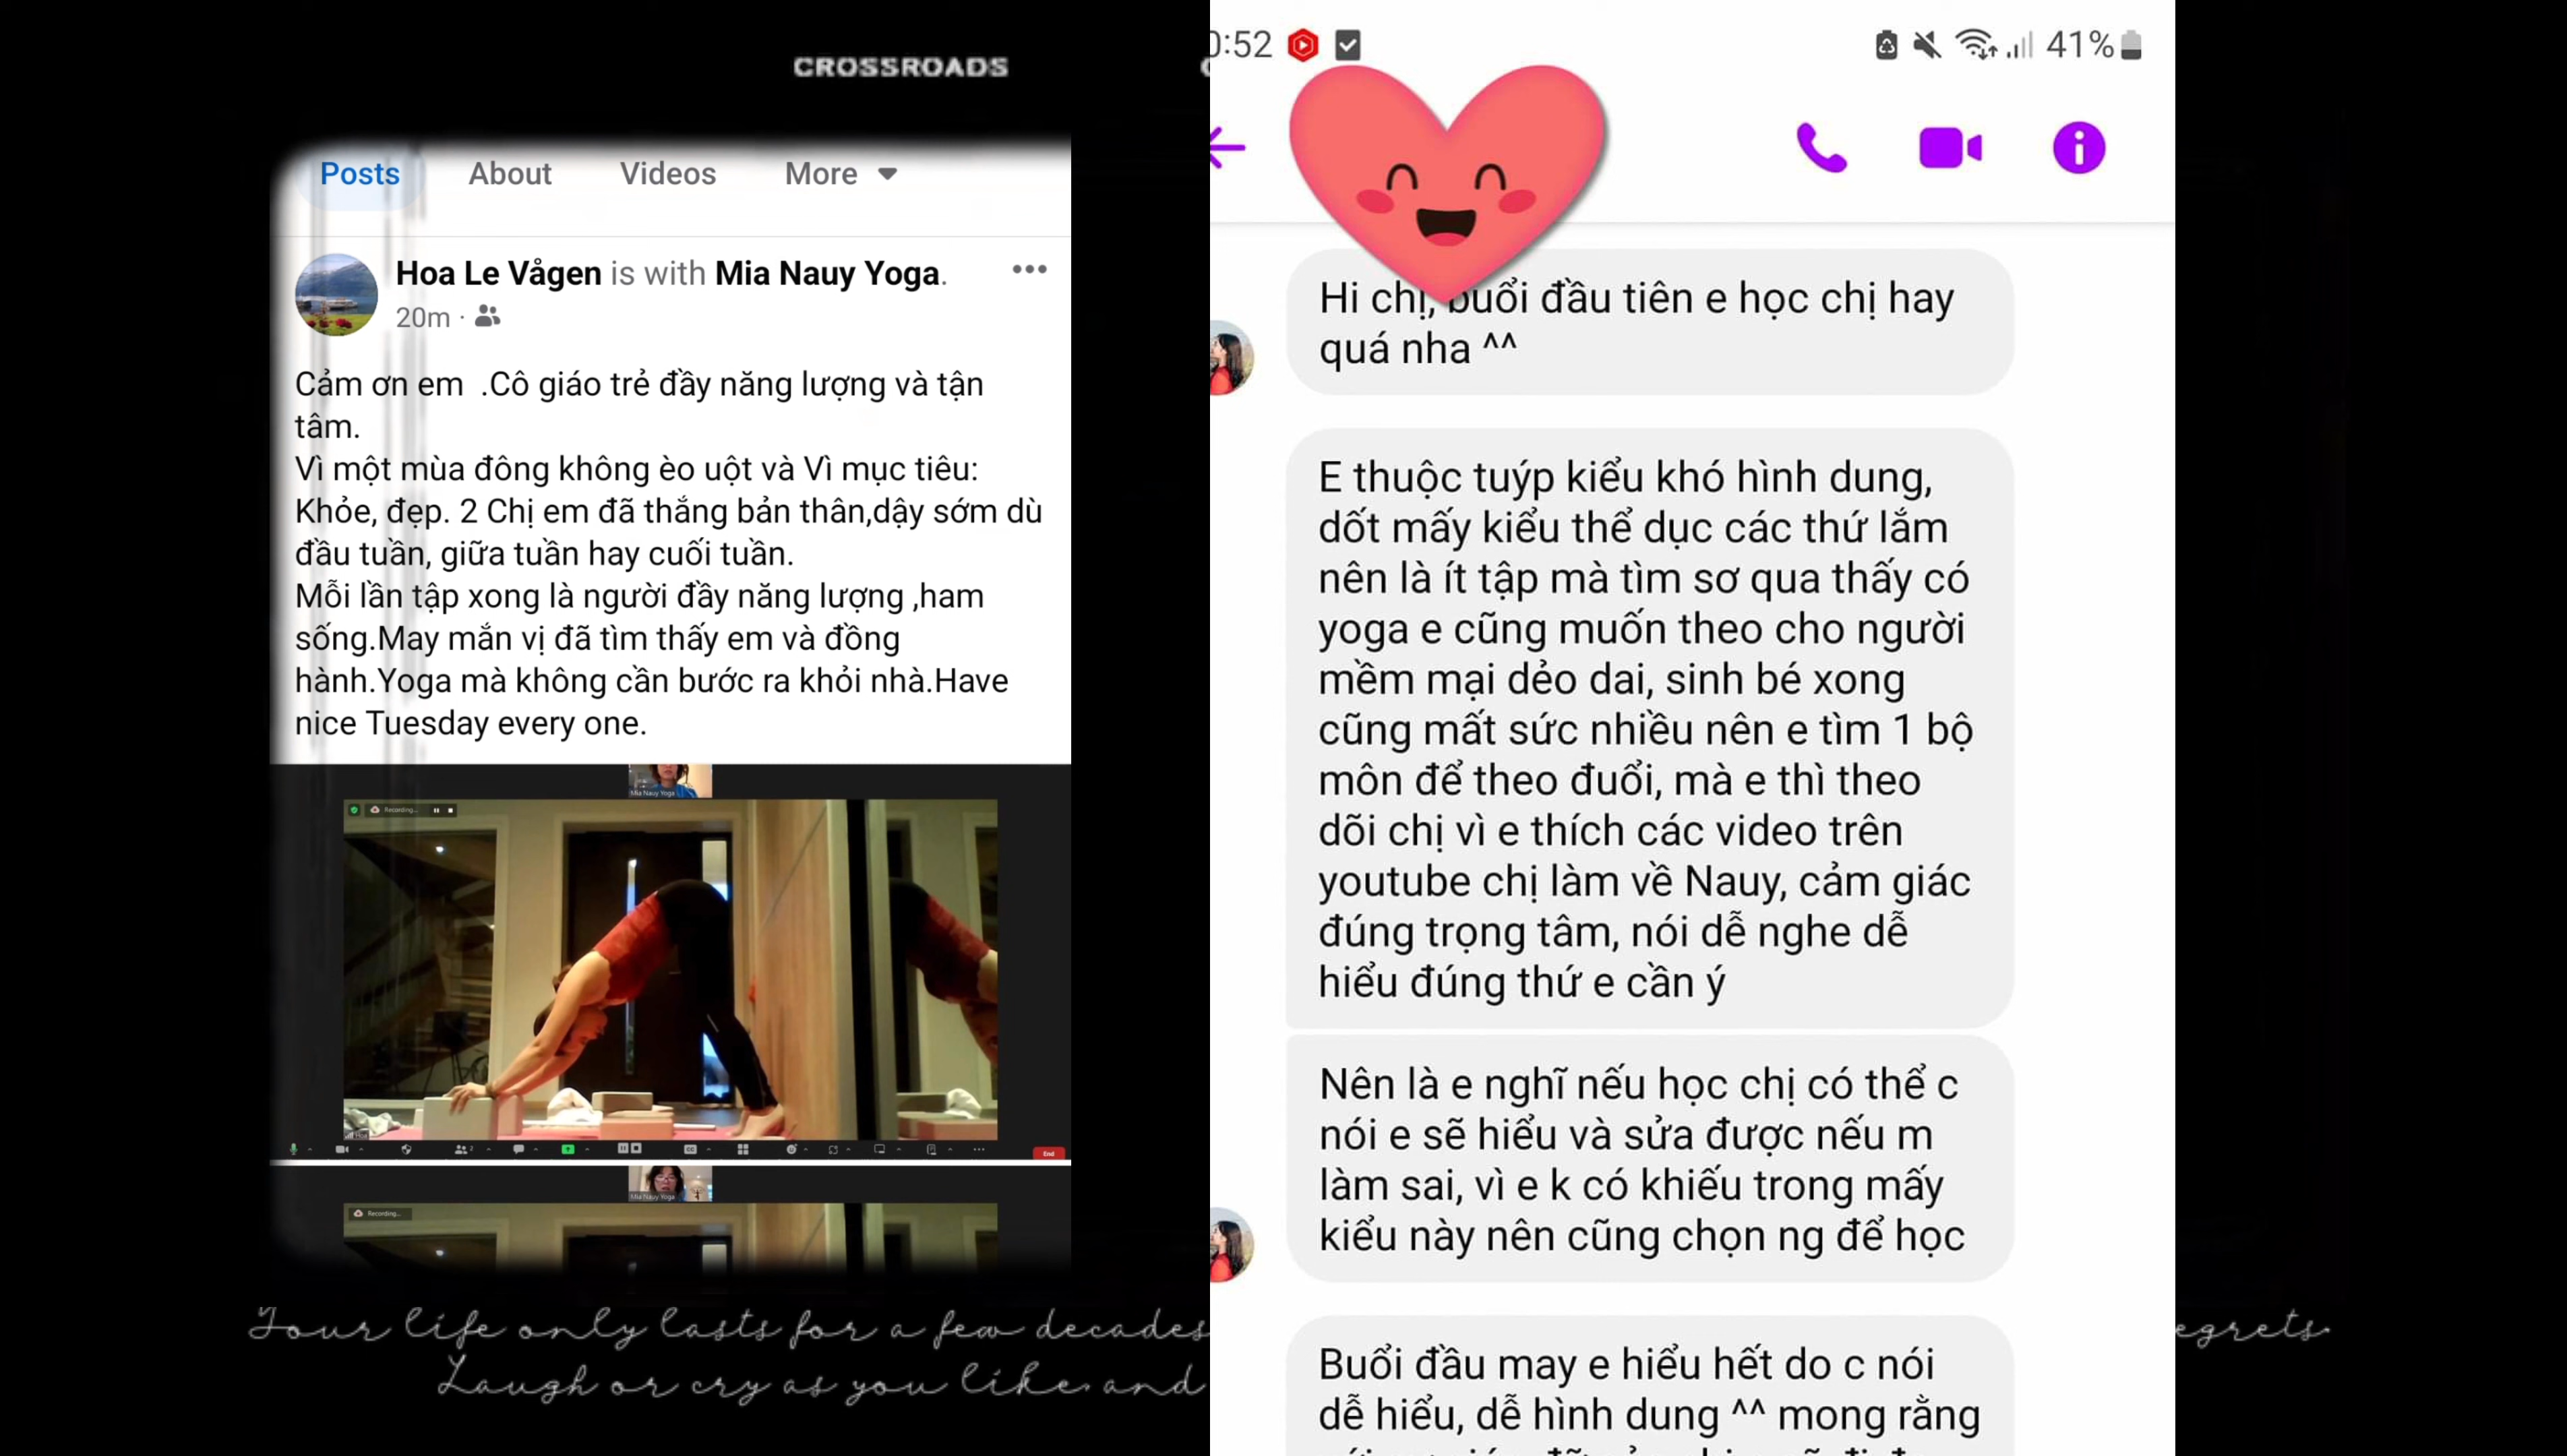 CROSSROADS
Posts About Videos More
Hoa Le Vågen is with Mia Nauy Yoga.
20m
Cảm ơn em .Cô giáo trẻ đầy năng lượng và tận
tâm.
Vì một mùa đông không èo uột và Vì mục tiêu:
Khỏe, đẹp. 2 Chị em đã thắng bản thân,dậy sớm dù
đầu tuần, giữa tuần hay cuối tuần.
Mỗi lần tập xong là người đầy năng lượng ,ham
sống.May mắn vị đã tìm thấy em và đồng
hành.Yoga mà không cần bước ra khỏi nhà.Have
nice Tuesday every one.
Mia Nauy Yoga
Recording...
End
Mia Nauy Yoga
Recording...
Your life only lasts for a few decades
Laugh or cry as you like, and
:52 41%
Hi chị, buổi đầu tiên e học chị hay
quá nha ^^
E thuộc tuýp kiểu khó hình dung,
dốt mấy kiểu thể dục các thứ lắm
nên là ít tập mà tìm sơ qua thấy có
yoga e cũng muốn theo cho người
mềm mại dẻo dai, sinh bé xong
cũng mất sức nhiều nên e tìm 1 bộ
môn để theo đuổi, mà e thì theo
dõi chị vì e thích các video trên
youtube chị làm về Nauy, cảm giác
đúng trọng tâm, nói dễ nghe dễ
hiểu đúng thứ e cần ý
Nên là e nghĩ nếu học chị có thể c
nói e sẽ hiểu và sửa được nếu m
làm sai, vì e k có khiếu trong mấy
kiểu này nên cũng chọn ng để học
Buổi đầu may e hiểu hết do c nói
dễ hiểu, dễ hình dung ^^ mong rằng
egrets.